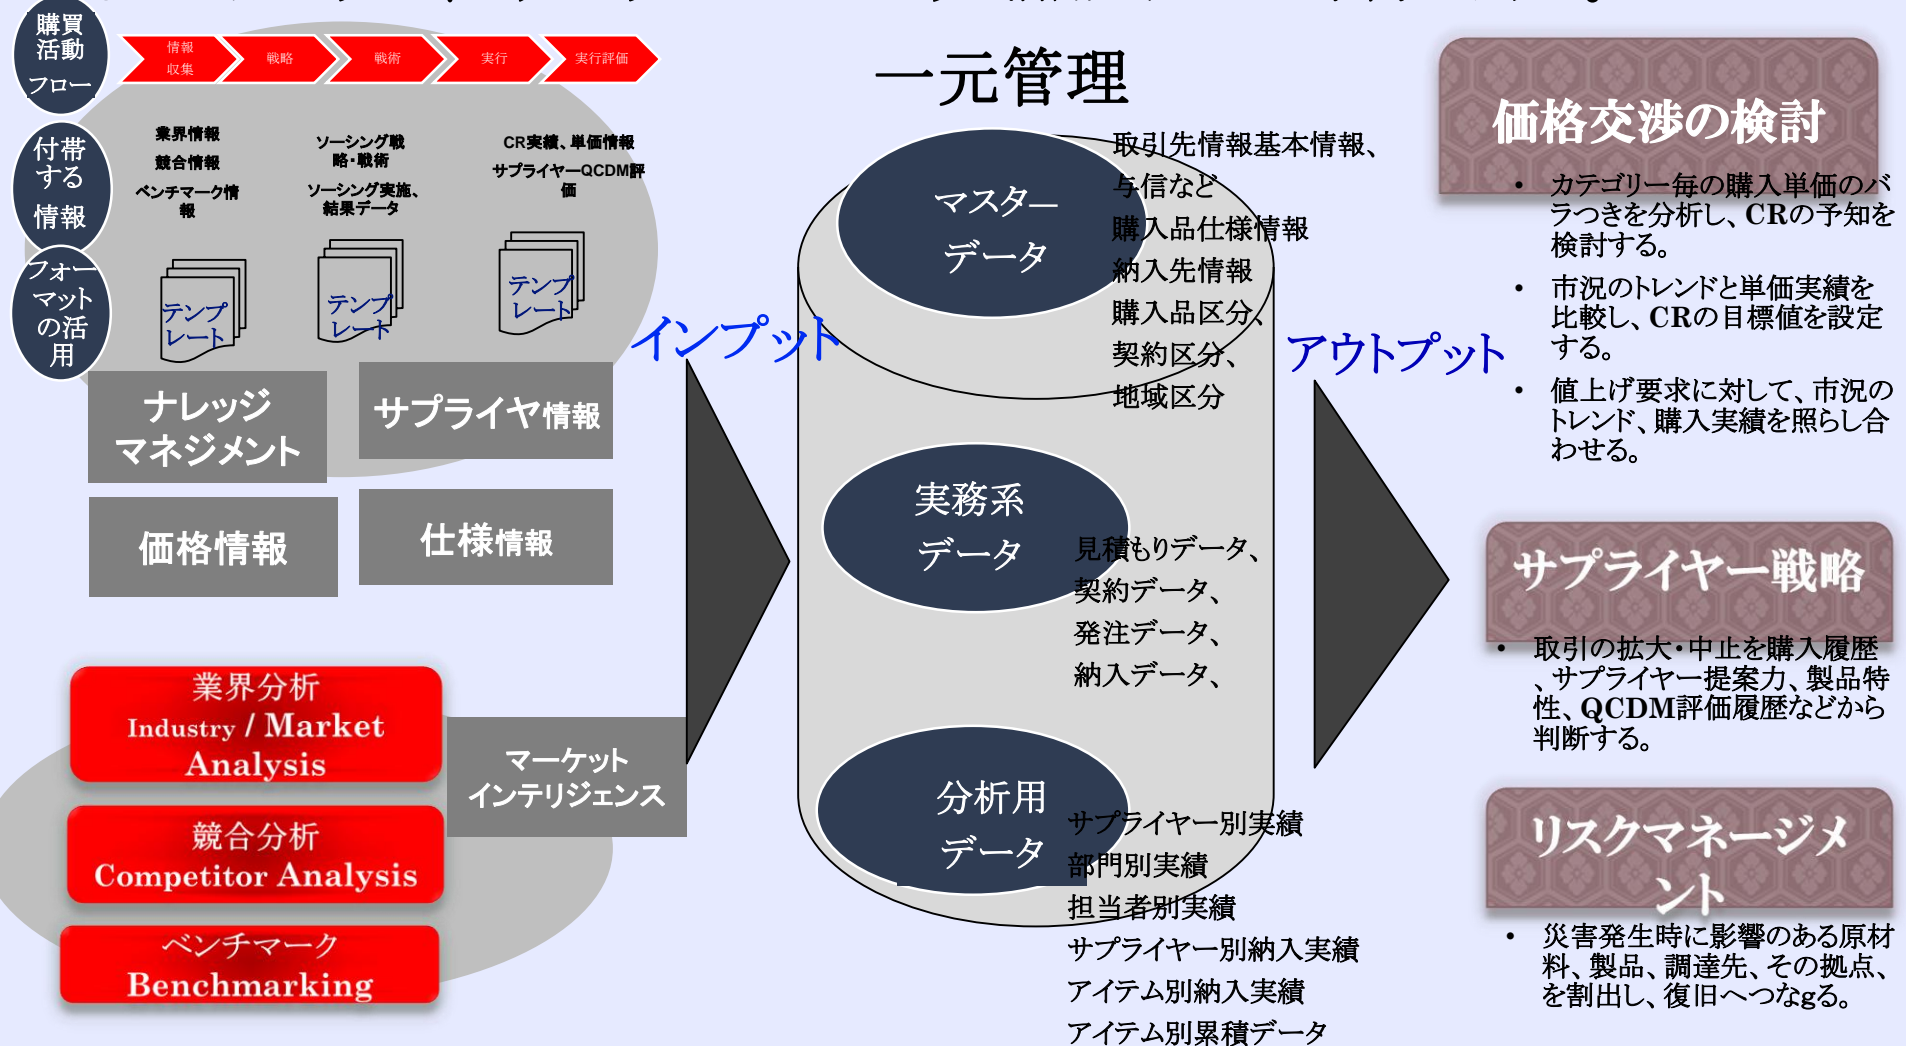 購買
活動
フロー
情報
収集
戦略
戦術
実行
実行評価
付帯
する
情報
業界情報
競合情報
ベンチマーク情
報
ソーシング戦
略・戦術
ソーシング実施、
結果データ
CR実績、単価情報
サプライヤーQCDM評
価
フォー
マット
の活
用
テンプ
レート
テンプ
レート
テンプ
レート
ナレッジ
マネジメント
サプライヤ情報
価格情報
仕様情報
業界分析
Industry / Market
Analysis
競合分析
Competitor Analysis
ベンチマーク
Benchmarking
マーケット
インテリジェンス
インプット
一元管理
マスター
データ
取引先情報基本情報、
与信など
購入品仕様情報
納入先情報
購入品区分、
契約区分、
地域区分
実務系
データ
見積もりデータ、
契約データ、
発注データ、
納入データ、
分析用
データ
サプライヤー別実績
部門別実績
担当者別実績
サプライヤー別納入実績
アイテム別納入実績
アイテム別累積データ
アウトプット
価格交渉の検討
• カテゴリー毎の購入単価のバ
ラつきを分析し、CRの予知を
検討する。
• 市況のトレンドと単価実績を
比較し、CRの目標値を設定
する。
• 値上げ要求に対して、市況の
トレンド、購入実績を照らし合
わせる。
サプライヤー戦略
• 取引の拡大・中止を購入履歴
、サプライヤー提案力、製品特
性、QCDM評価履歴などから
判断する。
リスクマネージメ
ント
• 災害発生時に影響のある原材
料、製品、調達先、その拠点、
を割出し、復旧へつなgる。